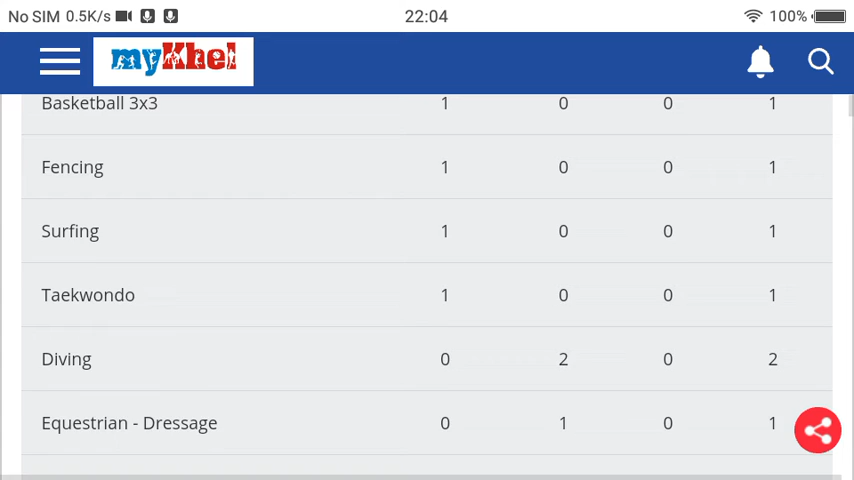 No SIM 0.5K/s 22:04 100%
myKhel
Basketball 3x3 1 0 0 1
Fencing 1 0 0 1
Surfing 1 0 0 1
Taekwondo 1 0 0 1
Diving 0 2 0 2
Equestrian - Dressage 0 1 0 1